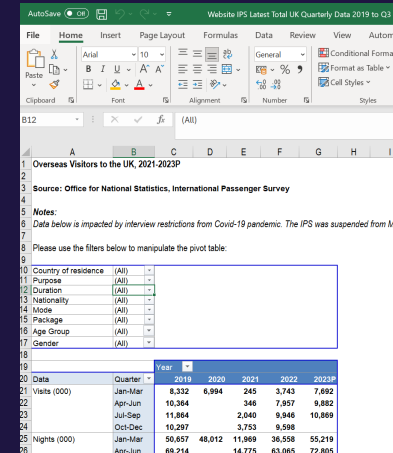 AutoSave Off Website IPS Latest Total UK Quarterly Data 2019 to Q3
File Home Insert Page Layout Formulas Data Review View Autom
Paste
Arial 10 A^ Aˇ
B I U A
ab
General
% 9
Conditional Forma
Format as Table
Cell Styles
Clipboard Font Alignment Number Styles
B12 fx (All)
A B C D E F G H I
1 Overseas Visitors to the UK, 2021-2023P
2
3 Source: Office for National Statistics, International Passenger Survey
4
5 Notes:
6 Data below is impacted by interview restrictions from Covid-19 pandemic. The IPS was suspended from M
7
8 Please use the filters below to manipulate the pivot table:
9
10 Country of residence (All)
11 Purpose (All)
12 Duration (All)
13 Nationality (All)
14 Mode (All)
15 Package (All)
16 Age Group (All)
17 Gender (All)
18
19 Year
20 Data Quarter 2019 2020 2021 2022 2023P
21 Visits (000) Jan-Mar 8,332 6,994 245 3,743 7,692
22 Apr-Jun 10,364 346 7,957 9,882
23 Jul-Sep 11,864 2,040 9,946 10,869
24 Oct-Dec 10,297 3,753 9,598
25 Nights (000) Jan-Mar 50,657 48,012 11,969 36,558 55,219
26 Apr-Jun 69,214 14,775 63,065 72,805